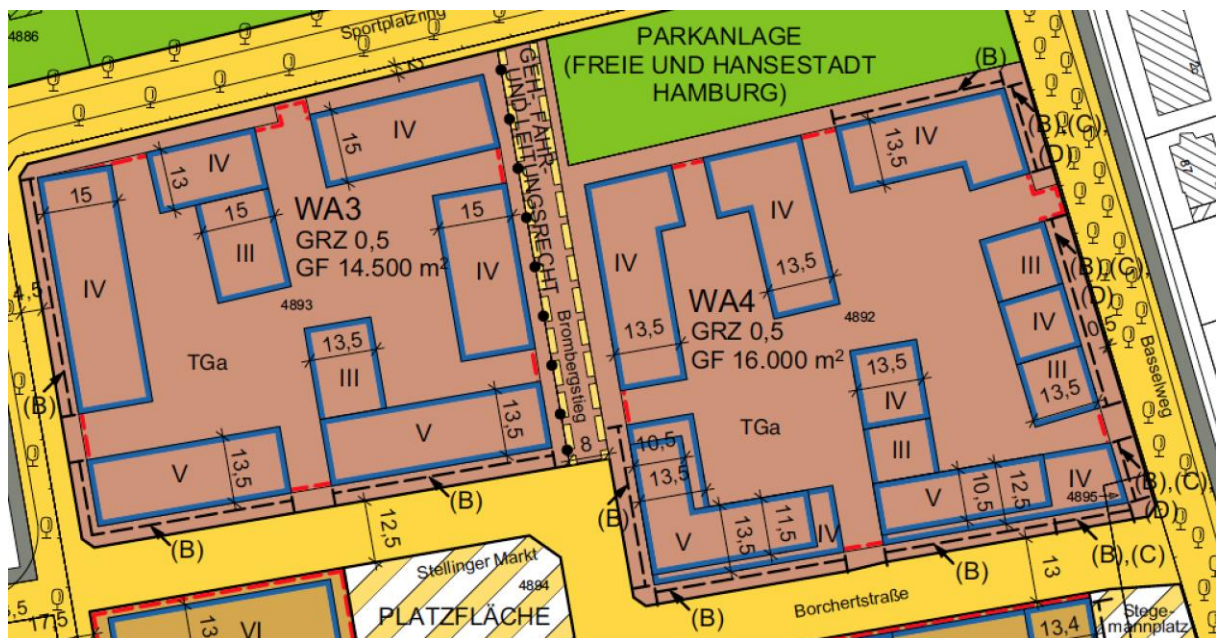 4886
Sportplatzring
5
GEH-, FAHR-
UND LEITUNGSRECHT
PARKANLAGE
(FREIE UND HANSESTADT
HAMBURG)
(B)
(B),(C),
(D)
IV
15
IV
13
15
15
III
IV
WA3
GRZ 0,5
GF 14.500 m²
4893
15
IV
4,5
TGa
13,5
III
(B)
V
13,5
V
13,5
(B)
(B)
Brombergstieg
8
IV
13,5
IV
13,5
IV
13,5
WA4
GRZ 0,5
GF 16.000 m²
4892
III
IV
III
13,5
(B),(C),
(D)
0,5
Basselweg
13,5
IV
III
TGa
10,5
13,5
(B)
V
13,5
11,5
IV
V
10,5
12,5
IV
4895
(B),(C),
(D)
(B)
(B)
(B),(C)
12,5
Stellinger Markt
4894
PLATZFLÄCHE
Borchertstraße
13
17,5
13
VI
13,4
Stege-
mannplatz